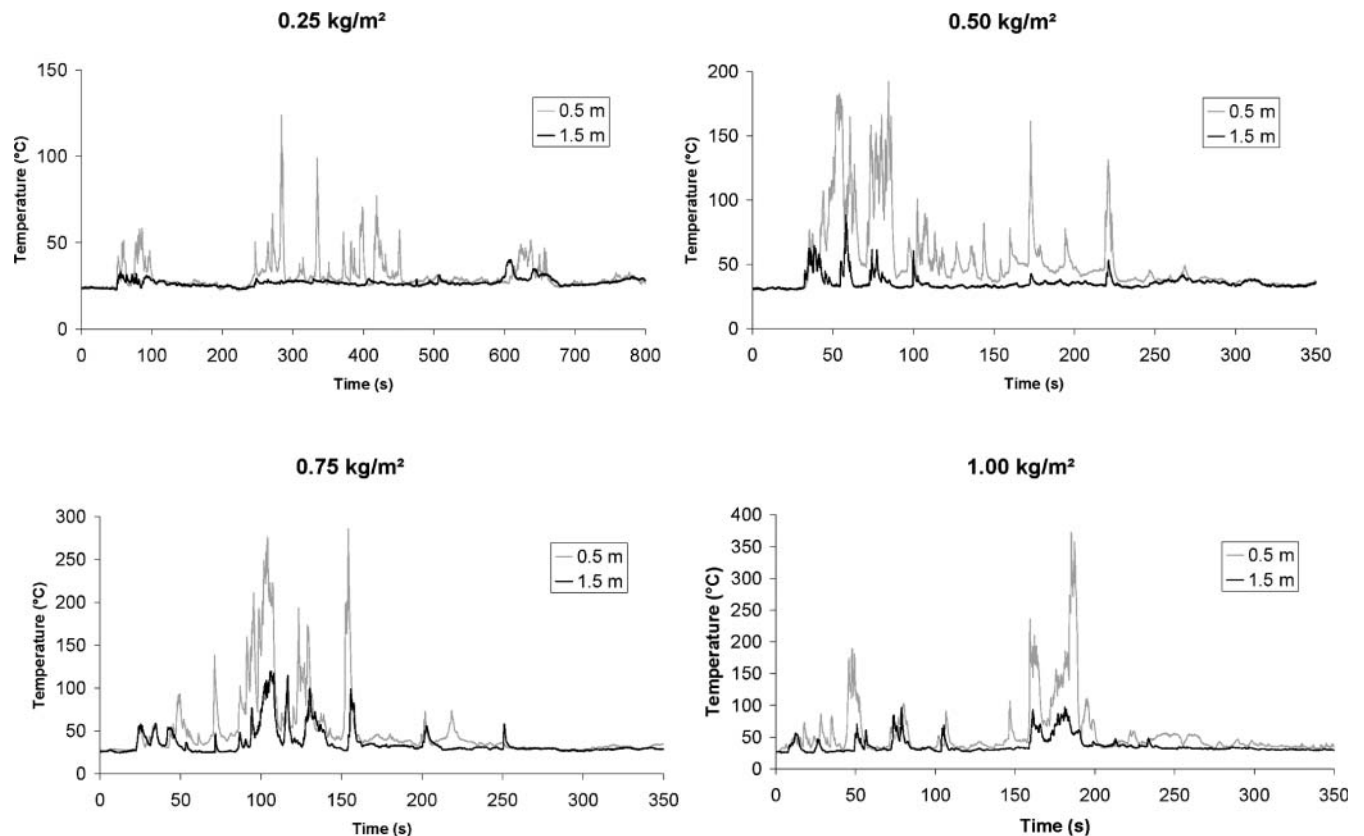 0.25 kg/m²
150
100
50
0
Temperature (°C)
0.5 m
1.5 m
0 100 200 300 400 500 600 700 800
Time (s)
0.50 kg/m²
200
150
100
50
0
Temperature (°C)
0.5 m
1.5 m
0 50 100 150 200 250 300 350
Time (s)
0.75 kg/m²
300
250
200
150
100
50
0
Temperature (°C)
0.5 m
1.5 m
0 50 100 150 200 250 300 350
Time (s)
1.00 kg/m²
400
350
300
250
200
150
100
50
0
Temperature (°C)
0.5 m
1.5 m
0 50 100 150 200 250 300 350
Time (s)